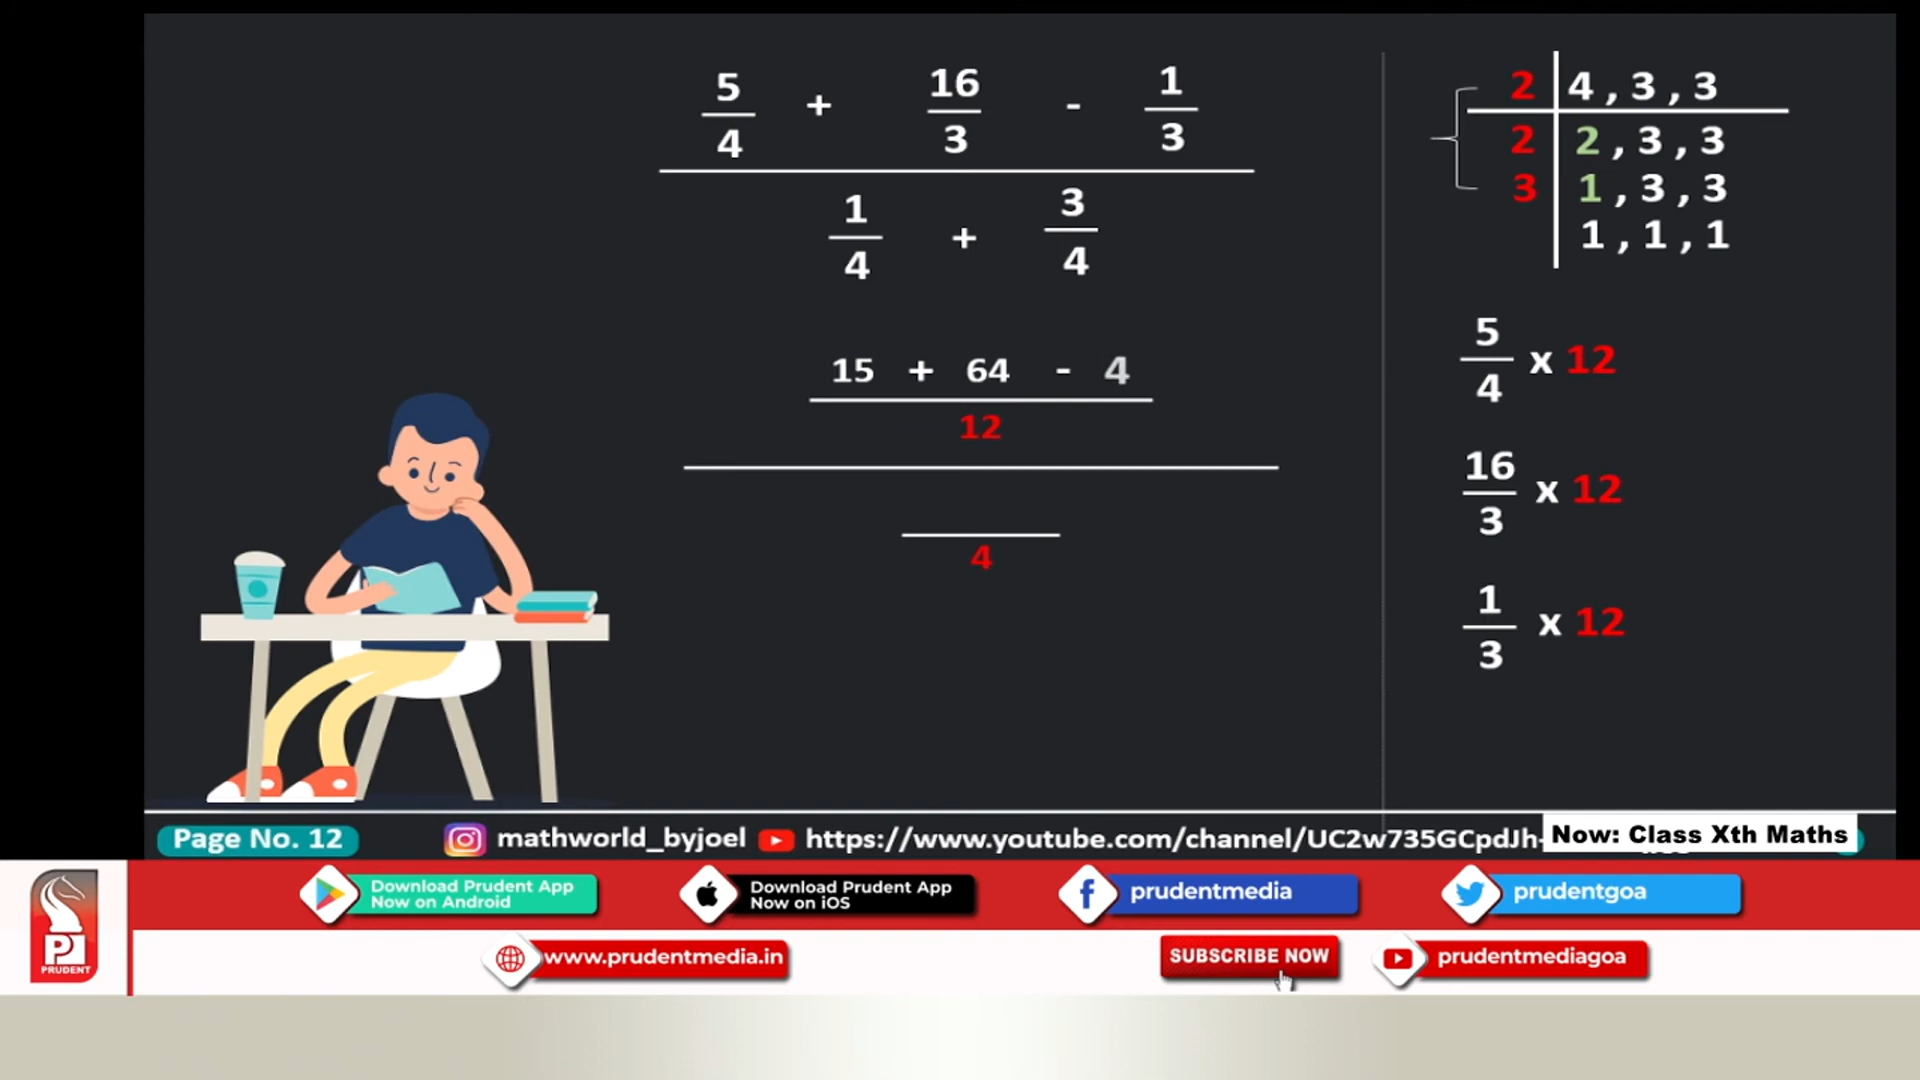 5/4 + 16/3 - 1/3
1/4 + 3/4
15 + 64 - 4
12
4
2 | 4 , 3 , 3
2 | 2 , 3 , 3
3 | 1 , 3 , 3
1 , 1 , 1
5/4 x 12
16/3 x 12
1/3 x 12
Page No. 12
mathworld_byjoel
https://www.youtube.com/channel/UC2w735GCpdJh-
Now: Class Xth Maths
PRUDENT
Download Prudent App
Now on Android
Download Prudent App
Now on iOS
prudentmedia
prudentgoa
www.prudentmedia.in
SUBSCRIBE NOW
prudentmediagoa